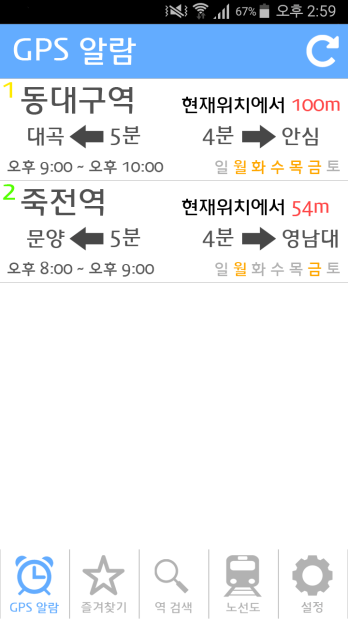 67% 오후 2:59
GPS 알람
1 동대구역 현재위치에서 100m
대곡 5분 4분 안심
오후 9:00 ~ 오후 10:00 일 월 화 수 목 금 토
2 죽전역 현재위치에서 54m
문양 5분 4분 영남대
오후 8:00 ~ 오후 9:00 일 월 화 수 목 금 토
GPS 알람 즐겨찾기 역 검색 노선도 설정